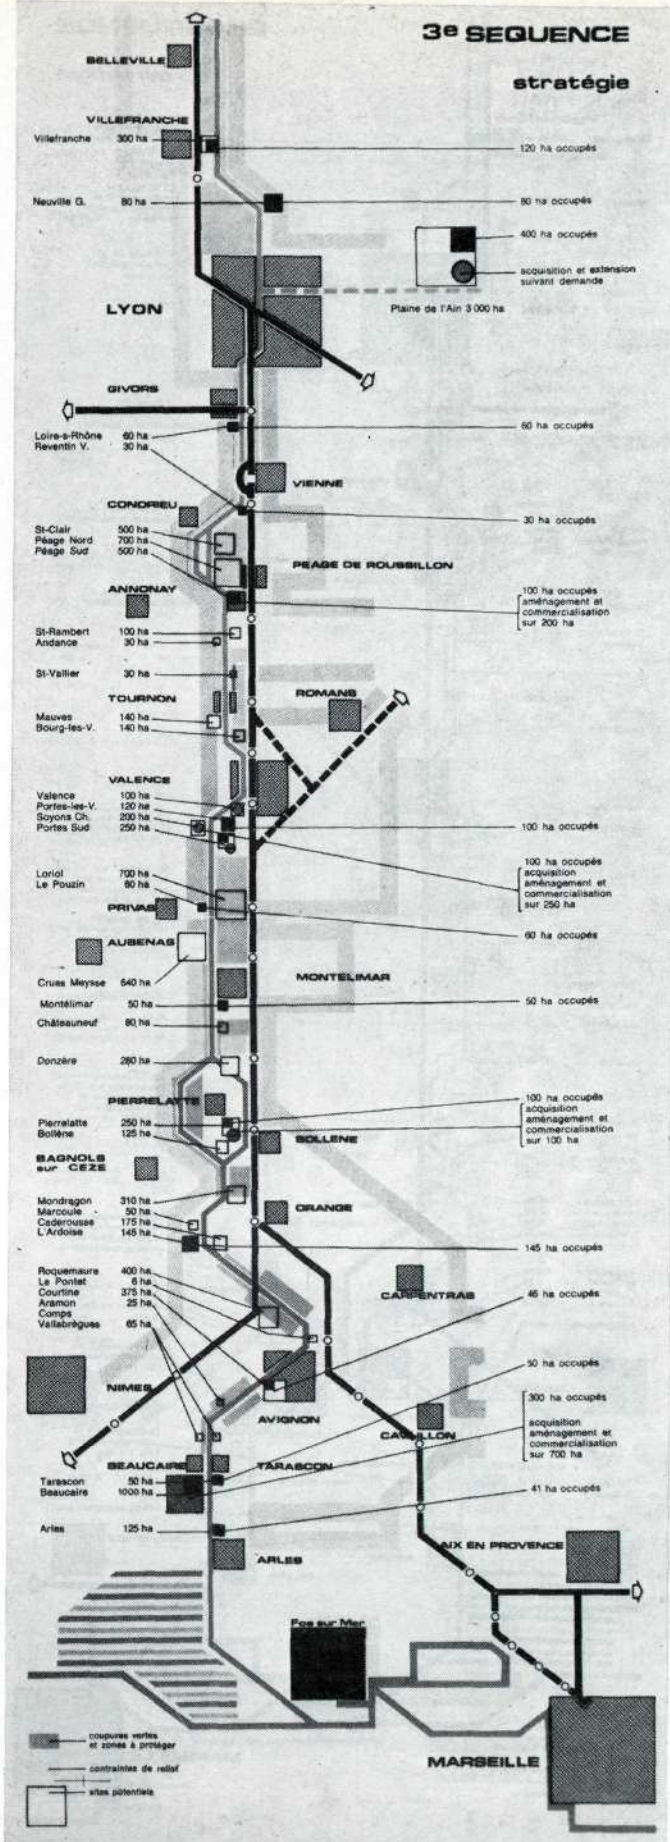 3e SEQUENCE
stratégie
BELLEVILLE
VILLEFRANCHE
Villefranche 300 ha
120 ha occupés
Neuville G. 80 ha
80 ha occupés
400 ha occupés
acquisition et extension
suivant demande
Plaine de l'Ain 3 000 ha
LYON
GIVORS
Loire-s-Rhône 60 ha
Reventin V. 30 ha
60 ha occupés
VIENNE
CONDRIEU
30 ha occupés
St-Clair 500 ha
Péage Nord 700 ha
Péage Sud 500 ha
PEAGE DE ROUSSILLON
ANNONAY
100 ha occupés
aménagement et
commercialisation
sur 200 ha
St-Rambert 100 ha
Andance 30 ha
St-Vallier 30 ha
TOURNON
ROMANS
Mauves 140 ha
Bourg-les-V. 140 ha
VALENCE
Valence 100 ha
Portes-les-V. 120 ha
Soyons Ch. 200 ha
Portes Sud 250 ha
100 ha occupés
100 ha occupés
acquisition
aménagement et
commercialisation
sur 250 ha
Loriol 700 ha
Le Pouzin 60 ha
PRIVAS
60 ha occupés
AUBENAS
Cruas Meysse 640 ha
MONTELIMAR
Montélimar 50 ha
50 ha occupés
Châteauneuf 80 ha
Donzère 280 ha
PIERRELATTE
100 ha occupés
acquisition
aménagement et
commercialisation
sur 100 ha
Pierrelatte 250 ha
Bollène 125 ha
BOLLENE
BAGNOLS
sur CEZE
Mondragon 310 ha
Marcoule 50 ha
Caderousse 175 ha
L'Ardoise 145 ha
ORANGE
145 ha occupés
Roquemaure 400 ha
Le Pontet 6 ha
Courtine 375 ha
Aramon 25 ha
Comps
Vallabrègues 65 ha
CARPENTRAS
46 ha occupés
50 ha occupés
NIMES
AVIGNON
CAVAILLON
300 ha occupés
acquisition
aménagement et
commercialisation
sur 700 ha
BEAUCAIRE
TARASCON
Tarascon 50 ha
Beaucaire 1000 ha
41 ha occupés
Arles 125 ha
ARLES
AIX EN PROVENCE
Fos sur Mer
MARSEILLE
coupures vertes
et zones à protéger
contraintes de relief
sites potentiels